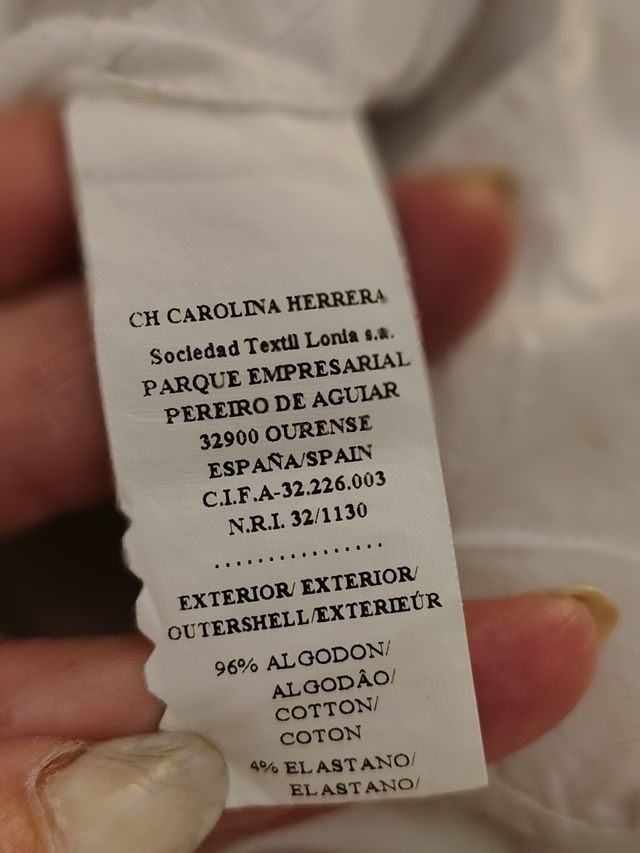 CH CAROLINA HERRERA
Sociedad Textil Lonia s.a.
PARQUE EMPRESARIAL
PEREIRO DE AGUIAR
32900 OURENSE
ESPAÑA/SPAIN
C.I.F.A-32.226.003
N.R.I. 32/1130
................
EXTERIOR/ EXTERIOR/
OUTERSHELL/EXTERIEÚR
96% ALGODON/
ALGODÂO/
COTTON/
COTON
4% ELASTANO/
ELASTANO/